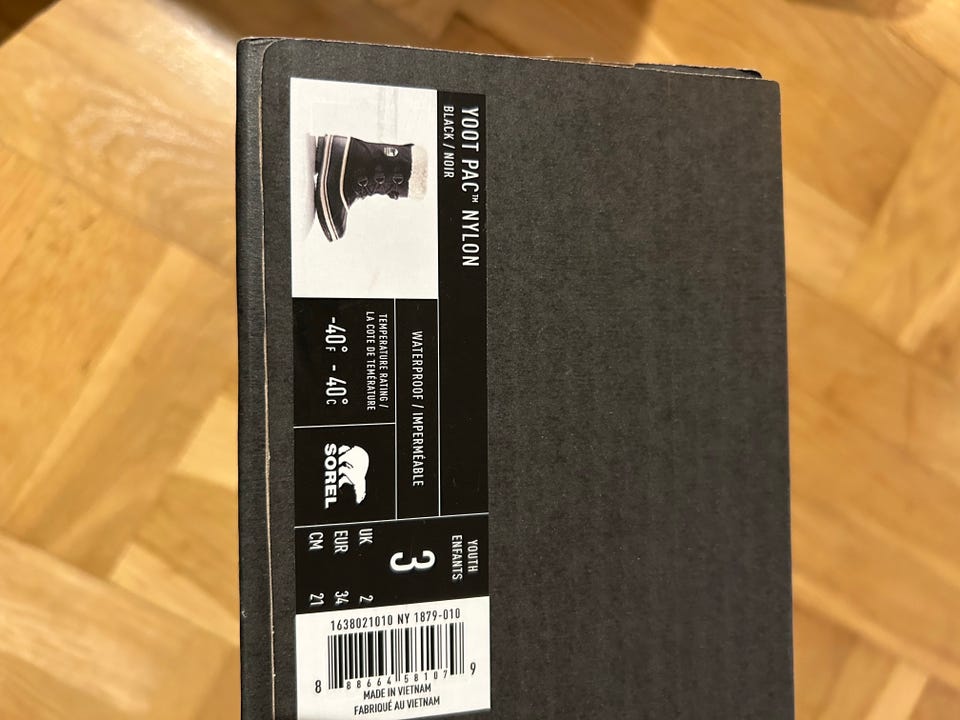 YOOT PAC™ NYLON
BLACK / NOIR
WATERPROOF / IMPERMÉABLE
TEMPERATURE RATING /
LA COTE DE TEMÉRATURE
-40°F - 40°C
SOREL
YOUTH
ENFANTS
3
UK 2
EUR 34
CM 21
1638021010 NY 1879-010
8 88664 58107 9
MADE IN VIETNAM
FABRIQUÉ AU VIETNAM